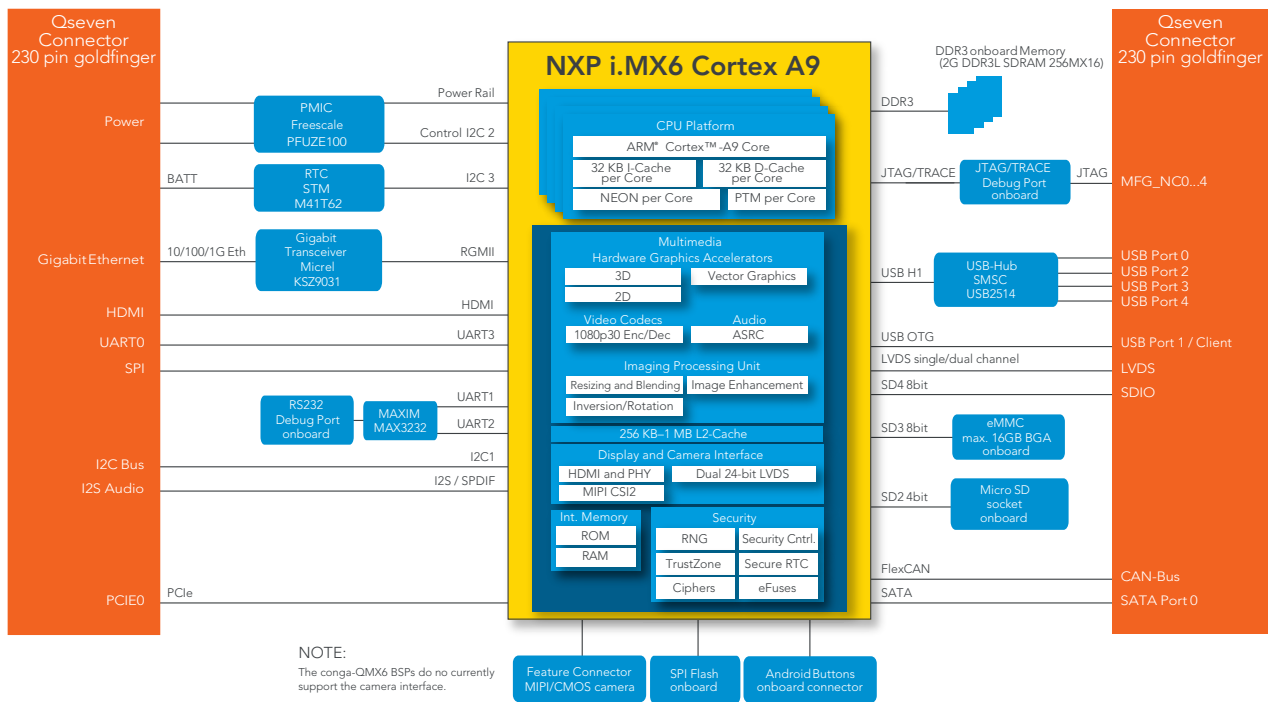 Qseven
Connector
230 pin goldfinger
Power
Gigabit Ethernet
HDMI
UART0
SPI
I2C Bus
I2S Audio
PCIE0
BATT
10/100/1G Eth
PCIe
PMIC
Freescale
PFUZE100
RTC
STM
M41T62
Gigabit
Transceiver
Micrel
KSZ9031
RS232
Debug Port
onboard
MAXIM
MAX3232
Power Rail
Control I2C 2
I2C 3
RGMII
HDMI
UART3
UART1
UART2
I2C1
I2S / SPDIF
NXP i.MX6 Cortex A9
CPU Platform
ARM® Cortex™-A9 Core
32 KB I-Cache
per Core
32 KB D-Cache
per Core
NEON per Core
PTM per Core
Multimedia
Hardware Graphics Accelerators
3D
Vector Graphics
2D
Video Codecs
Audio
1080p30 Enc/Dec
ASRC
Imaging Processing Unit
Resizing and Blending
Image Enhancement
Inversion/Rotation
256 KB–1 MB L2-Cache
Display and Camera Interface
HDMI and PHY
Dual 24-bit LVDS
MIPI CSI2
Int. Memory
ROM
RAM
Security
RNG
Security Cntrl.
TrustZone
Secure RTC
Ciphers
eFuses
DDR3 onboard Memory
(2G DDR3L SDRAM 256MX16)
DDR3
JTAG/TRACE
JTAG/TRACE
Debug Port
onboard
JTAG
USB H1
USB-Hub
SMSC
USB2514
USB OTG
LVDS single/dual channel
SD4 8bit
SD3 8bit
eMMC
max. 16GB BGA
onboard
SD2 4bit
Micro SD
socket
onboard
FlexCAN
SATA
Qseven
Connector
230 pin goldfinger
MFG_NC0...4
USB Port 0
USB Port 2
USB Port 3
USB Port 4
USB Port 1 / Client
LVDS
SDIO
CAN-Bus
SATA Port 0
NOTE:
The conga-QMX6 BSPs do no currently
support the camera interface.
Feature Connector
MIPI/CMOS camera
SPI Flash
onboard
Android Buttons
onboard connector